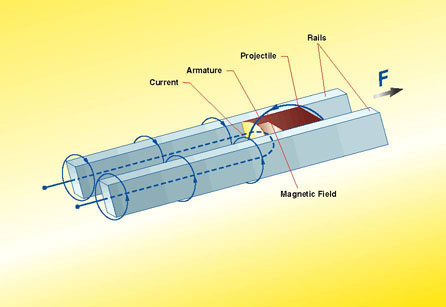 Rails
Projectile
Armature
Current
F
Magnetic Field